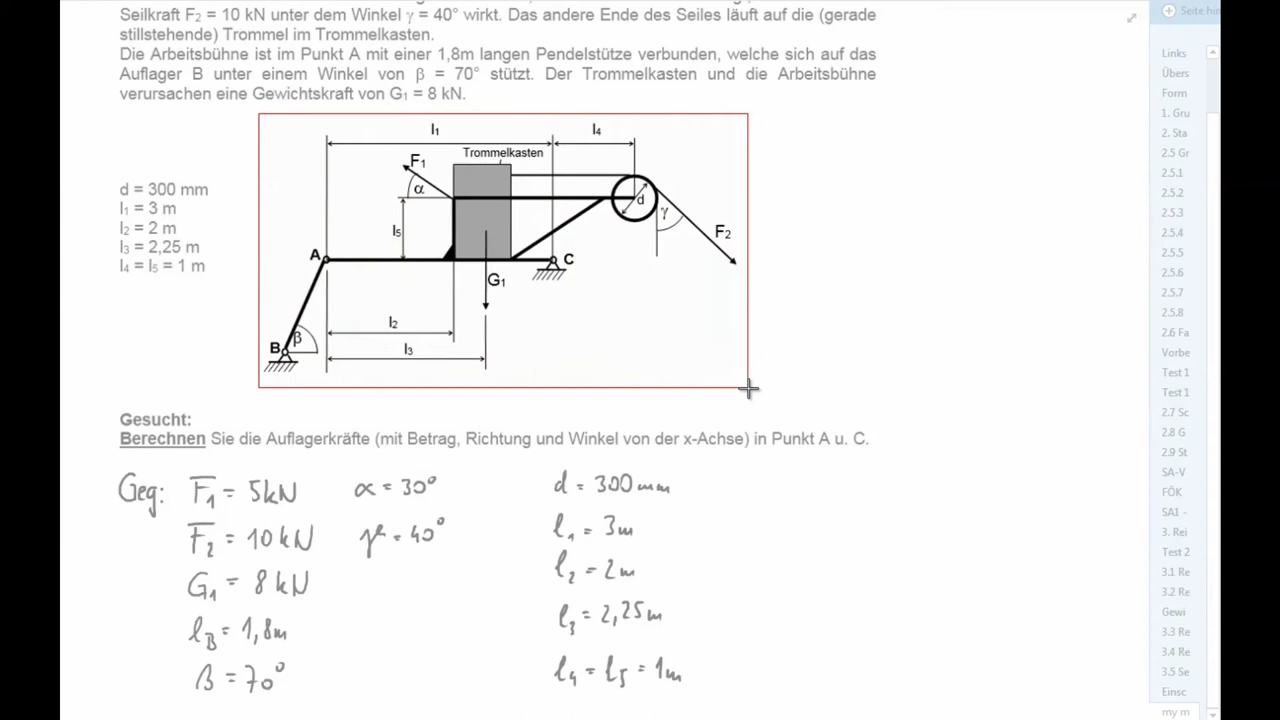 Seilkraft F₂ = 10 kN unter dem Winkel γ = 40° wirkt. Das andere Ende des Seiles läuft auf die (gerade
stillstehende) Trommel im Trommelkasten.
Die Arbeitsbühne ist im Punkt A mit einer 1,8m langen Pendelstütze verbunden, welche sich auf das
Auflager B unter einem Winkel von β = 70° stützt. Der Trommelkasten und die Arbeitsbühne
verursachen eine Gewichtskraft von G₁ = 8 kN.
d = 300 mm
l₁ = 3 m
l₂ = 2 m
l₃ = 2,25 m
l₄ = l₅ = 1 m
l₁
l₄
Trommelkasten
F₁
α
d
γ
F₂
l₅
A
C
G₁
l₂
l₃
B
β
Gesucht:
Berechnen Sie die Auflagerkräfte (mit Betrag, Richtung und Winkel von der x-Achse) in Punkt A u. C.
Geg: F₁ = 5kN α = 30° d = 300mm
F₂ = 10kN γ = 40° l₁ = 3m
G₁ = 8kN l₂ = 2m
l_B = 1,8m l₃ = 2,25m
β = 70° l₄ = l₅ = 1m
Seite hin
Links
Übers
Form
1. Gru
2. Sta
2.5 Gr
2.5.1
2.5.2
2.5.3
2.5.4
2.5.5
2.5.6
2.5.7
2.5.8
2.6 Fa
Vorbe
Test 1
Test 1
2.7 Sc
2.8 G
2.9 St
SA-V
FÖK
SA1 -
3. Rei
Test 2
3.1 Re
3.2 Re
Gewi
3.3 Re
3.4 Re
3.5 Se
Einsc
my m